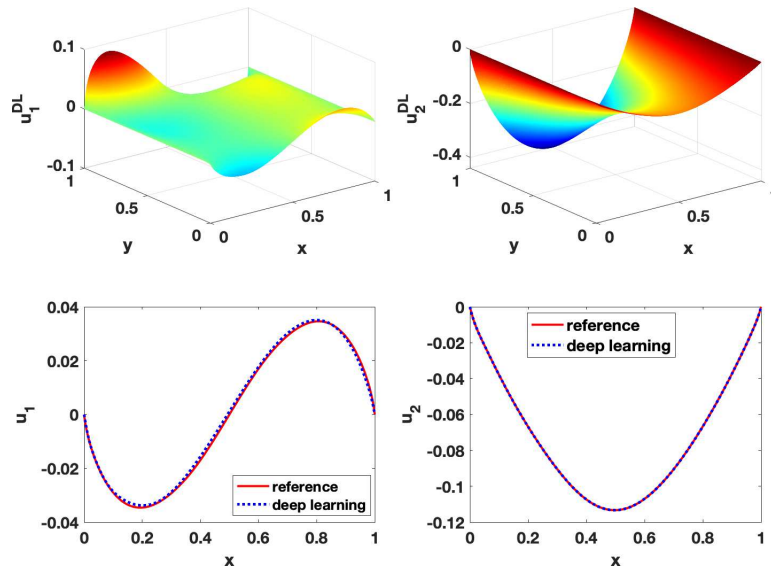 0.1
0
-0.1
u₁ᴰᴸ
1
0.5
0
y
0
0.5
1
x
0
-0.2
-0.4
u₂ᴰᴸ
1
0.5
0
y
0
0.5
1
x
0.04
0.02
0
-0.02
-0.04
u₁
reference
deep learning
0 0.2 0.4 0.6 0.8 1
x
0
-0.02
-0.04
-0.06
-0.08
-0.1
-0.12
u₂
reference
deep learning
0 0.2 0.4 0.6 0.8 1
x